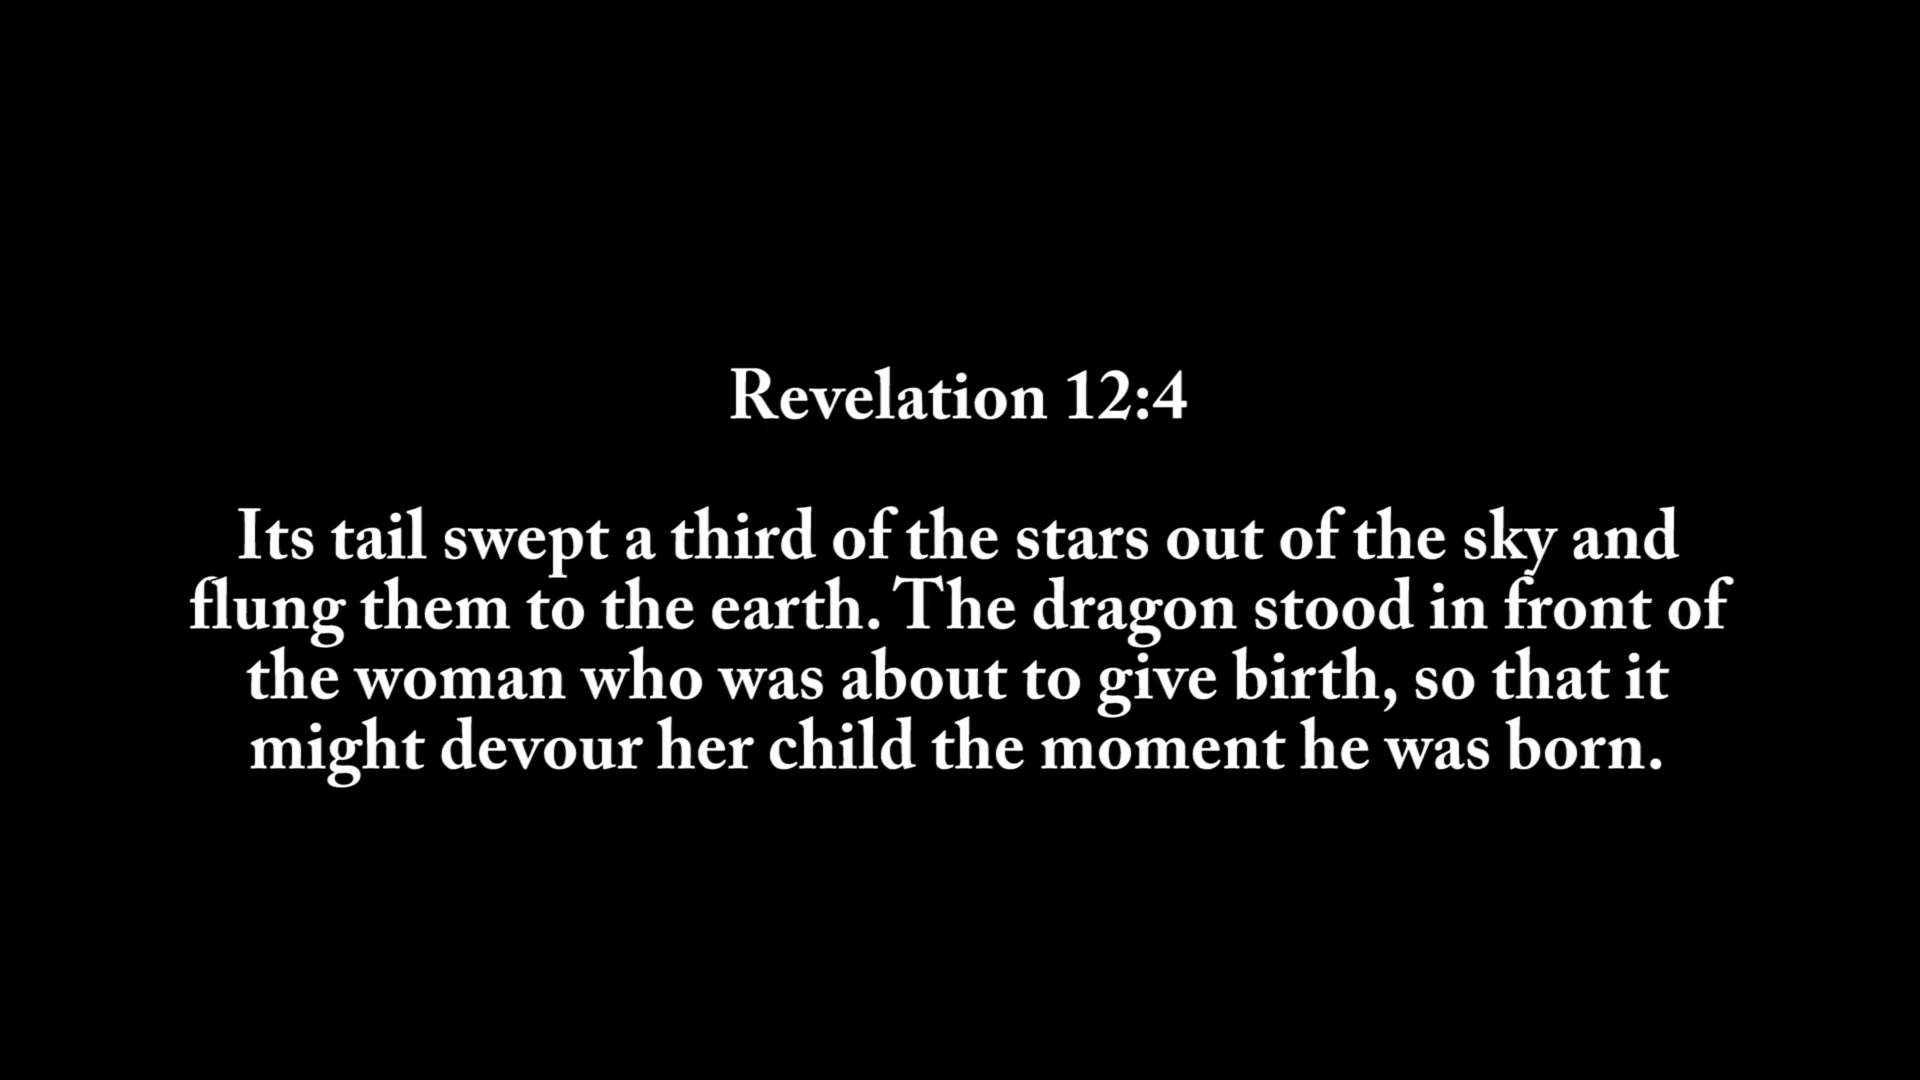 Revelation 12:4
Its tail swept a third of the stars out of the sky and
flung them to the earth. The dragon stood in front of
the woman who was about to give birth, so that it
might devour her child the moment he was born.